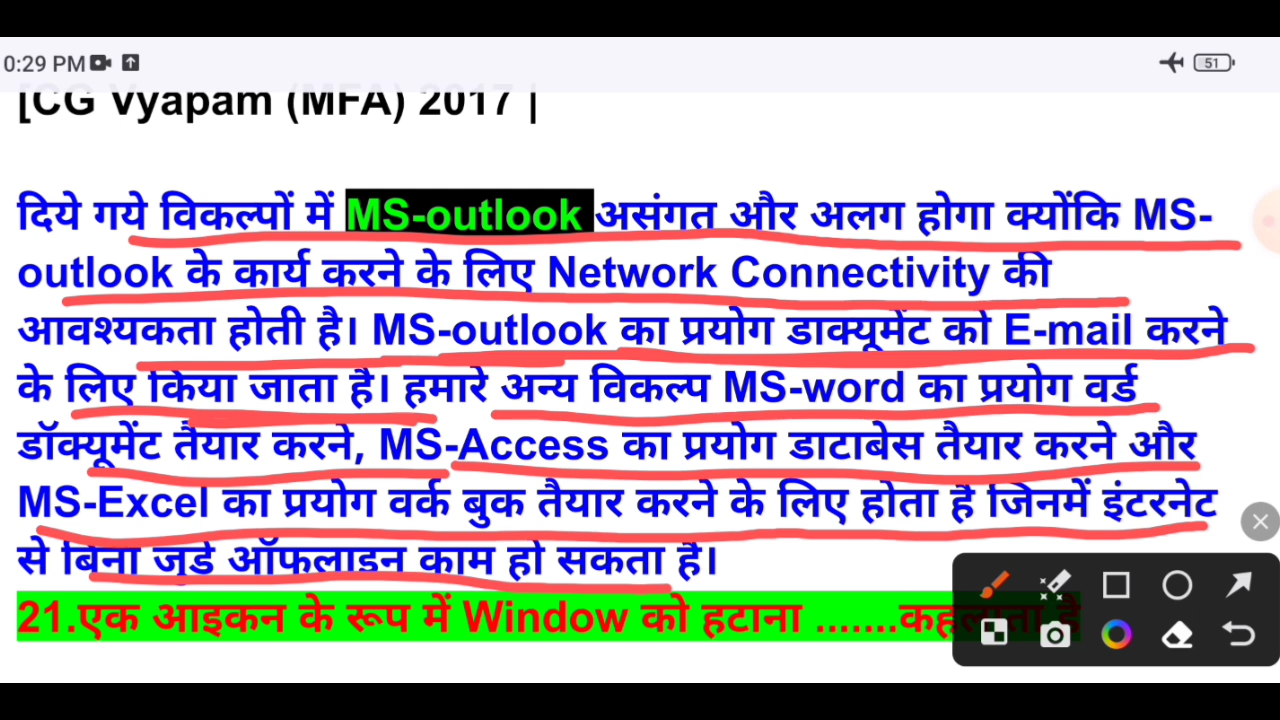 0:29 PM
51
[CG Vyapam (MFA) 2017 |
दिये गये विकल्पों में MS-outlook असंगत और अलग होगा क्योंकि MS-
outlook के कार्य करने के लिए Network Connectivity की
आवश्यकता होती है। MS-outlook का प्रयोग डाक्यूमेंट को E-mail करने
के लिए किया जाता है। हमारे अन्य विकल्प MS-word का प्रयोग वर्ड
डॉक्यूमेंट तैयार करने, MS-Access का प्रयोग डाटाबेस तैयार करने और
MS-Excel का प्रयोग वर्क बुक तैयार करने के लिए होता है जिनमें इंटरनेट
से बिना जुडे ऑफलाइन काम हो सकता है।
21.एक आइकन के रूप में Window को हटाना .......कहलाता है